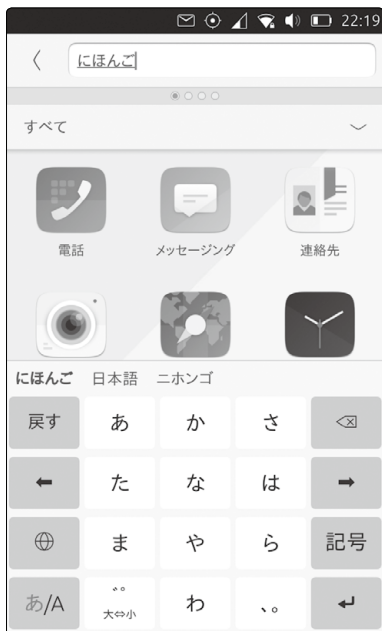 22:19
にほんご
すべて
電話 メッセージング 連絡先
にほんご 日本語 ニホンゴ
戻す あ か さ
た な は
ま や ら 記号
あ/A ゛゜ わ 、。
大⇔小